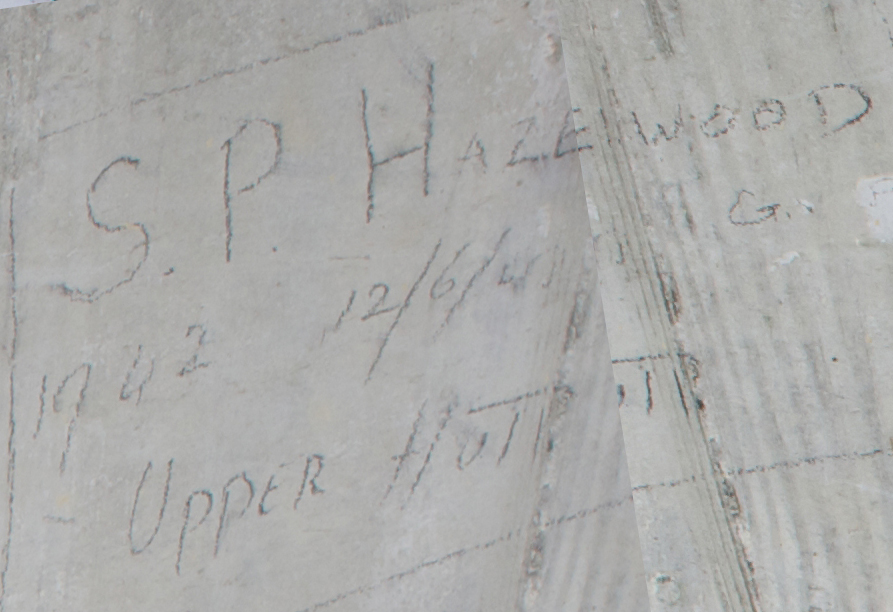 S.P. HAZEWOOD
G.
12/6/41
1942
UPPER HUTT